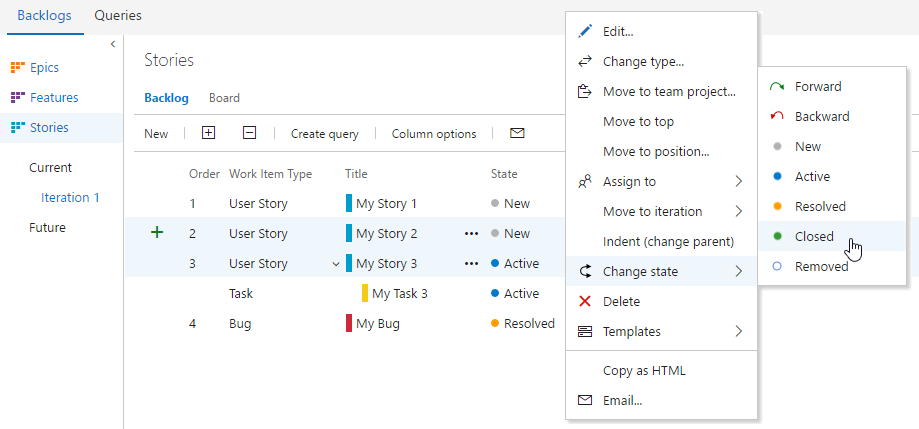 Backlogs Queries
Epics
Features
Stories
Current
Iteration 1
Future
Stories
Backlog Board
New Create query Column options
Order Work Item Type Title State
1 User Story My Story 1 New
2 User Story My Story 2 New
3 User Story My Story 3 Active
Task My Task 3 Active
4 Bug My Bug Resolved
Edit...
Change type...
Move to team project...
Move to top
Move to position...
Assign to
Move to iteration
Indent (change parent)
Change state
Delete
Templates
Copy as HTML
Email...
Forward
Backward
New
Active
Resolved
Closed
Removed